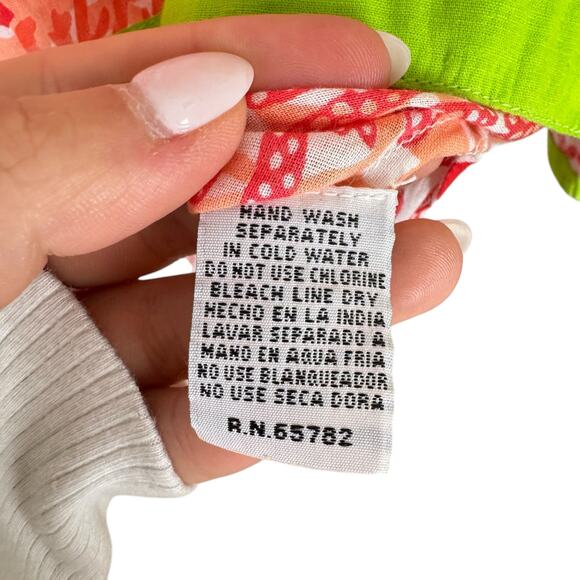 HAND WASH
SEPARATELY
IN COLD WATER
DO NOT USE CHLORINE
BLEACH LINE DRY
HECHO EN LA INDIA
LAVAR SEPARADO A
MANO EN AQUA FRIA
NO USE BLANQUEADOR
NO USE SECA DORA
R.N.65782